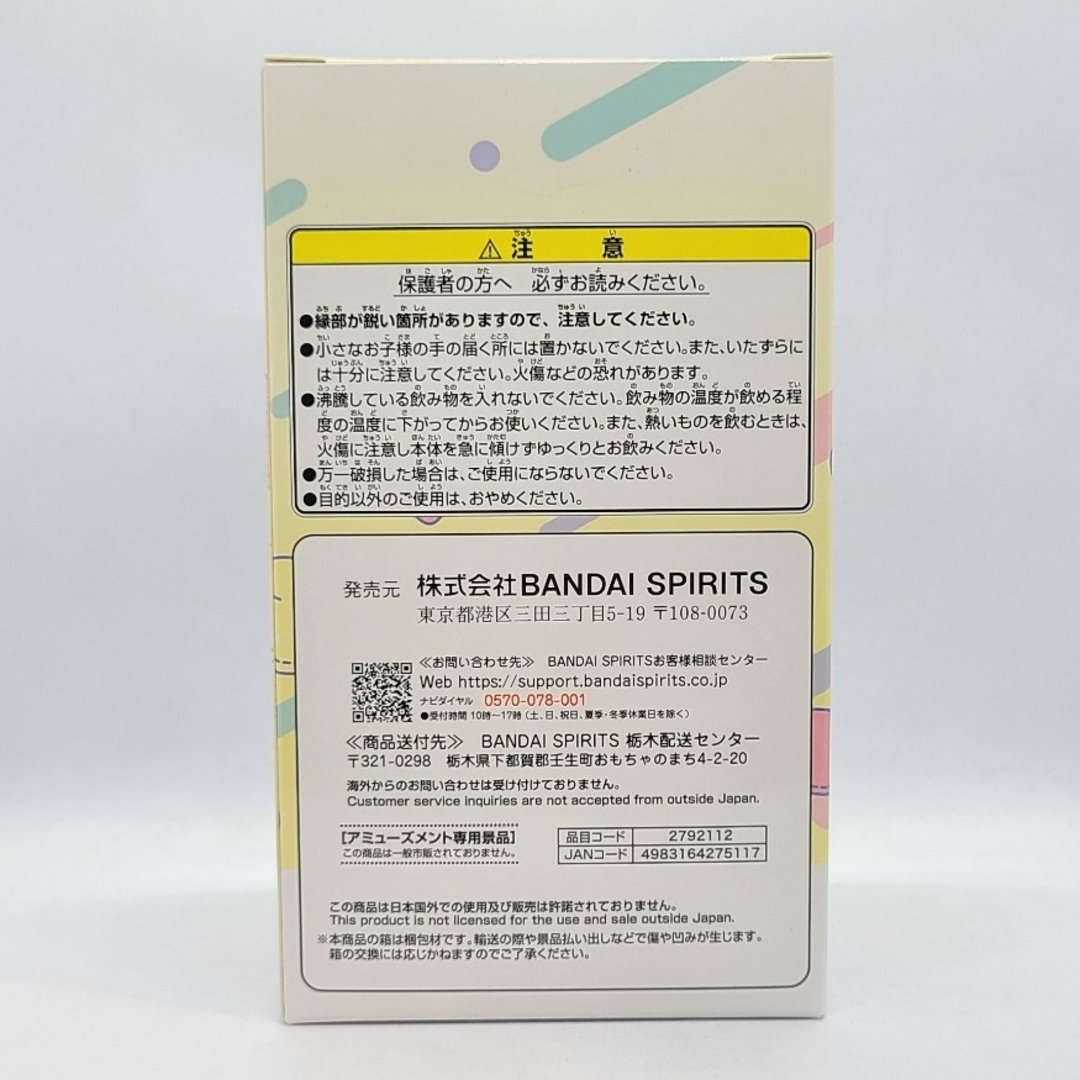 ⚠注意
保護者の方へ 必ずお読みください。
●縁部が鋭い箇所がありますので、注意してください。
●小さなお子様の手の届く所には置かないでください。また、いたずらに
は十分に注意してください。火傷などの恐れがあります。
●沸騰している飲み物を入れないでください。飲み物の温度が飲める程
度の温度に下がってからお使いください。また、熱いものを飲むときは、
火傷に注意し本体を急に傾けずゆっくりとお飲みください。
●万一破損した場合は、ご使用にならないでください。
●目的以外のご使用は、おやめください。
発売元 株式会社BANDAI SPIRITS
東京都港区三田三丁目5-19 〒108-0073
≪お問い合わせ先≫ BANDAI SPIRITSお客様相談センター
Web https://support.bandaispirits.co.jp
ナビダイヤル 0570-078-001
●受付時間 10時～17時（土、日、祝日、夏季・冬季休業日を除く）
≪商品送付先≫ BANDAI SPIRITS 栃木配送センター
〒321-0298 栃木県下都賀郡壬生町おもちゃのまち4-2-20
海外からのお問い合わせは受け付けておりません。
Customer service inquiries are not accepted from outside Japan.
［アミューズメント専用景品］
この商品は一般市販されておりません。
品目コード 2792112
JANコード 4983164275117
この商品は日本国外での使用及び販売は許諾されておりません。
This product is not licensed for the use and sale outside Japan.
※本商品の箱は梱包材です。輸送の際や景品払い出しなどで傷や凹みが生じます。
箱の交換には応じかねますのでご了承ください。